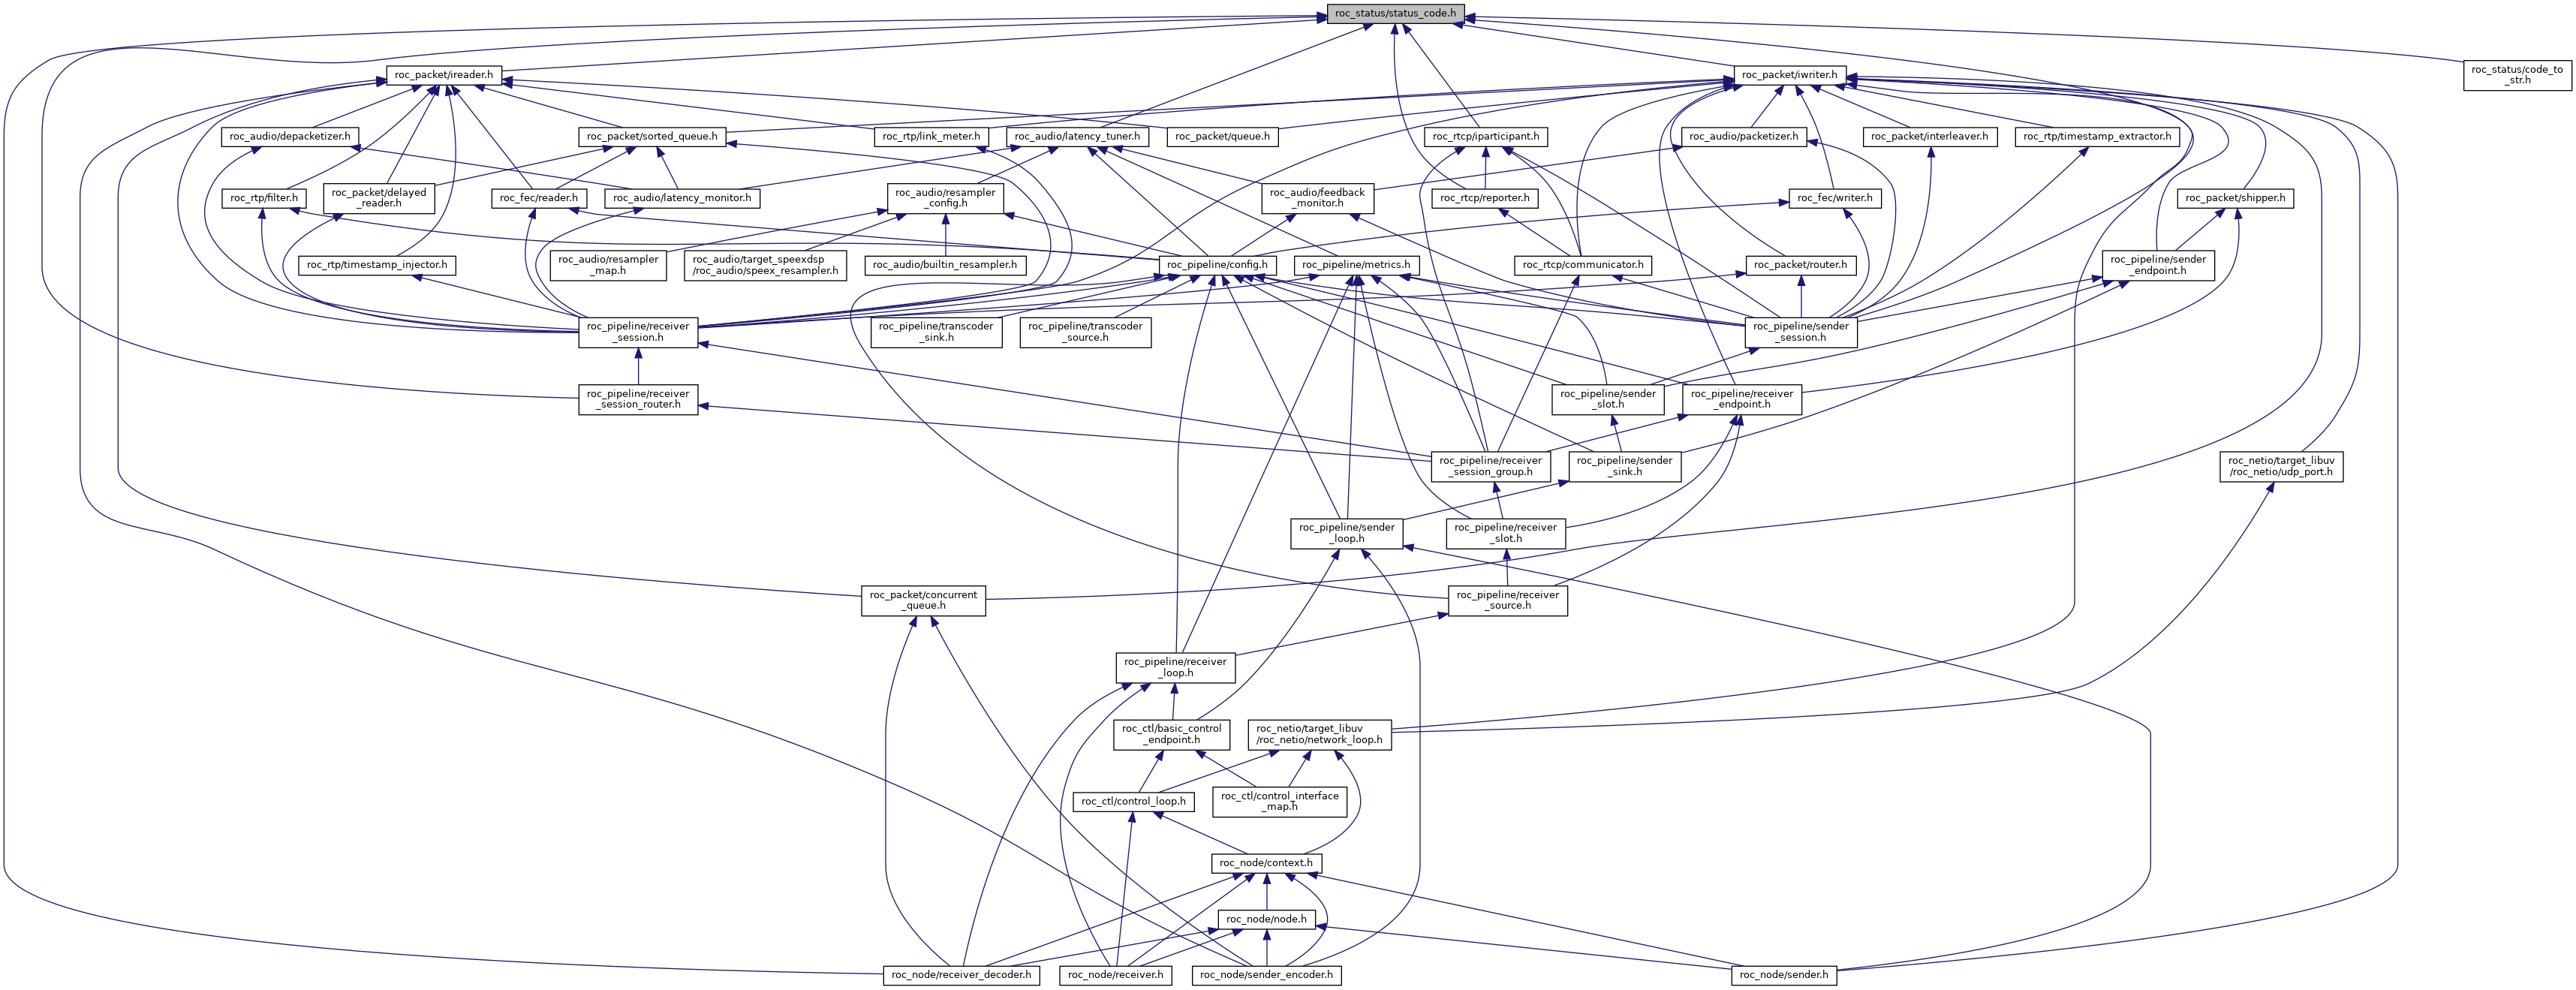 roc_status/status_code.h
roc_packet/ireader.h
roc_packet/iwriter.h
roc_status/code_to
_str.h
roc_audio/depacketizer.h
roc_packet/sorted_queue.h
roc_rtp/link_meter.h
roc_audio/latency_tuner.h
roc_packet/queue.h
roc_rtcp/iparticipant.h
roc_audio/packetizer.h
roc_packet/interleaver.h
roc_rtp/timestamp_extractor.h
roc_rtp/filter.h
roc_packet/delayed
_reader.h
roc_fec/reader.h
roc_audio/latency_monitor.h
roc_audio/resampler
_config.h
roc_audio/feedback
_monitor.h
roc_rtcp/reporter.h
roc_fec/writer.h
roc_packet/shipper.h
roc_rtp/timestamp_injector.h
roc_audio/resampler
_map.h
roc_audio/target_speexdsp
/roc_audio/speex_resampler.h
roc_audio/builtin_resampler.h
roc_pipeline/config.h
roc_pipeline/metrics.h
roc_rtcp/communicator.h
roc_packet/router.h
roc_pipeline/sender
_endpoint.h
roc_pipeline/receiver
_session.h
roc_pipeline/transcoder
_sink.h
roc_pipeline/transcoder
_source.h
roc_pipeline/sender
_session.h
roc_pipeline/receiver
_session_router.h
roc_pipeline/sender
_slot.h
roc_pipeline/receiver
_endpoint.h
roc_pipeline/receiver
_session_group.h
roc_pipeline/sender
_sink.h
roc_netio/target_libuv
/roc_netio/udp_port.h
roc_pipeline/sender
_loop.h
roc_pipeline/receiver
_slot.h
roc_packet/concurrent
_queue.h
roc_pipeline/receiver
_source.h
roc_pipeline/receiver
_loop.h
roc_ctl/basic_control
_endpoint.h
roc_netio/target_libuv
/roc_netio/network_loop.h
roc_ctl/control_loop.h
roc_ctl/control_interface
_map.h
roc_node/context.h
roc_node/node.h
roc_node/receiver_decoder.h
roc_node/receiver.h
roc_node/sender_encoder.h
roc_node/sender.h